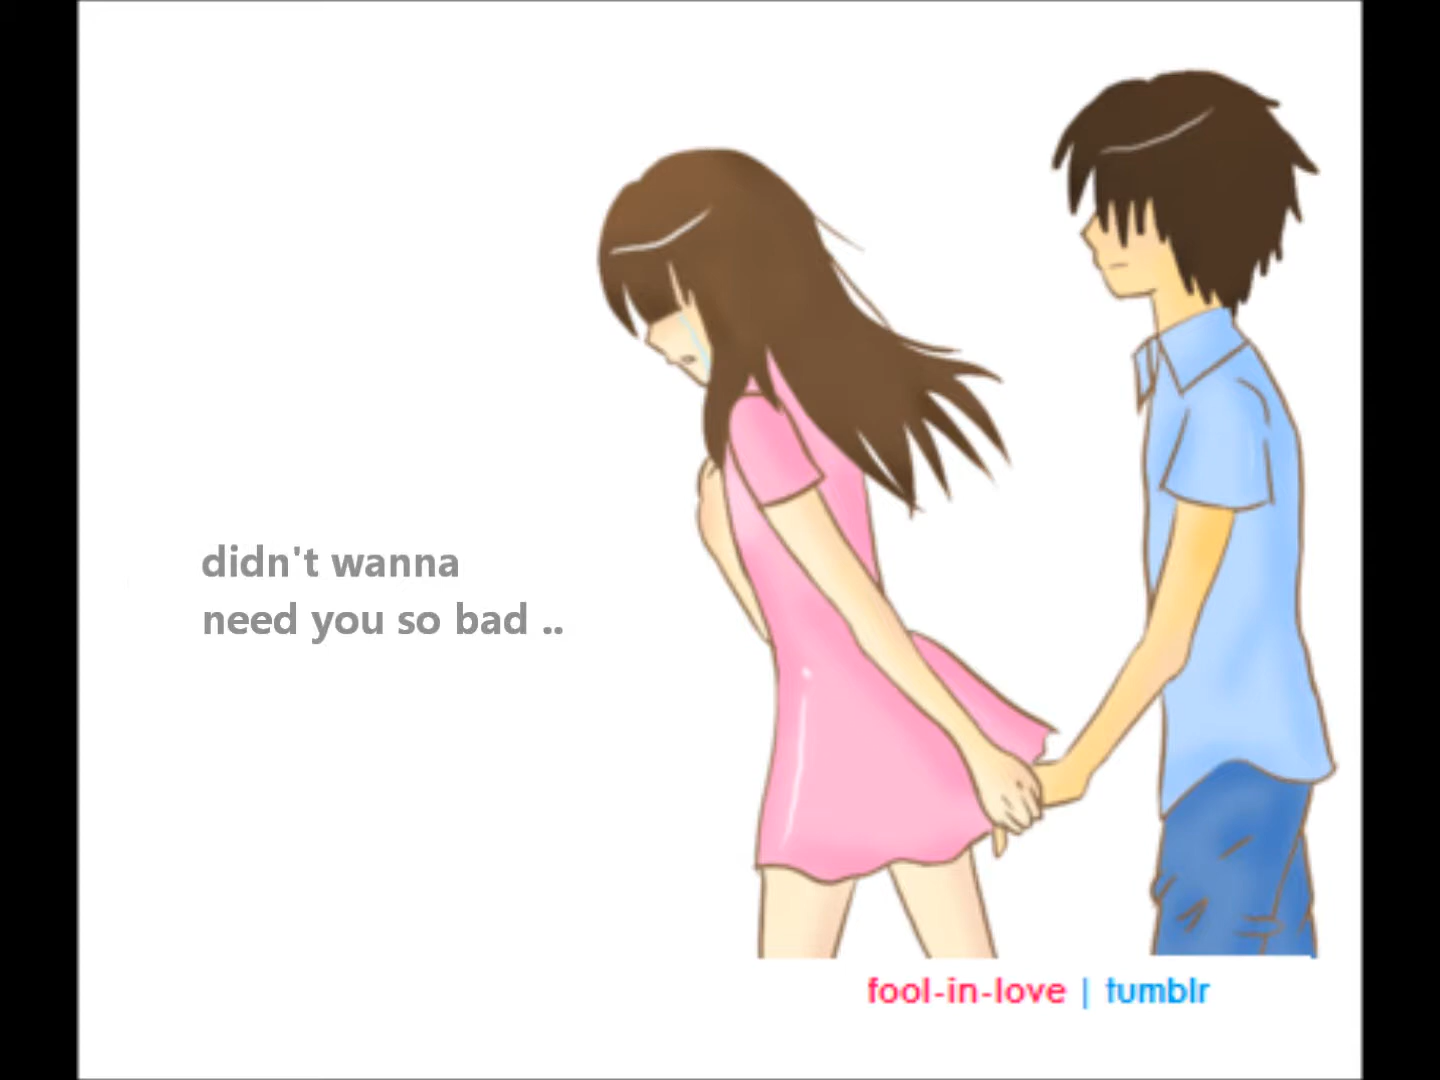 didn't wanna
need you so bad ..
fool-in-love | tumblr